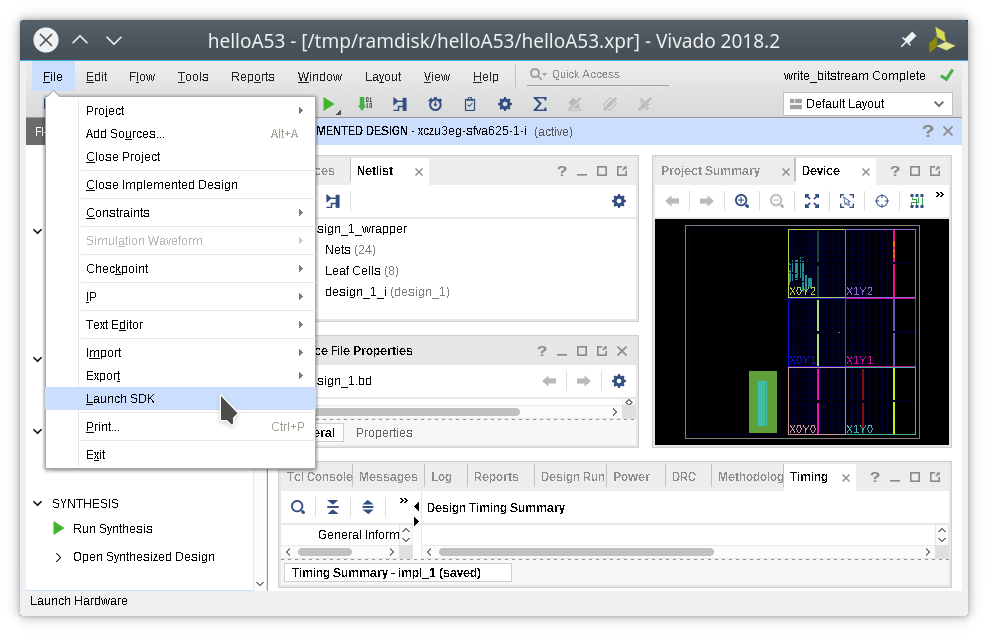 helloA53 - [/tmp/ramdisk/helloA53/helloA53.xpr] - Vivado 2018.2
File Edit Flow Tools Reports Window Layout View Help Quick Access write_bitstream Complete
Default Layout
MENTED DESIGN - xczu3eg-sfva625-1-i (active)
Project
Add Sources... Alt+A
Close Project
Close Implemented Design
Constraints
Simulation Waveform
Checkpoint
IP
Text Editor
Import
Export
Launch SDK
Print... Ctrl+P
Exit
Netlist
sign_1_wrapper
Nets (24)
Leaf Cells (8)
design_1_i (design_1)
ce File Properties
sign_1.bd
eral Properties
Project Summary Device
X0Y2 X1Y2
X0Y1 X1Y1
X0Y0 X1Y0
SYNTHESIS
Run Synthesis
Open Synthesized Design
Tcl Console Messages Log Reports Design Run Power DRC Methodolog Timing
Design Timing Summary
General Inform
Timing Summary - impl_1 (saved)
Launch Hardware